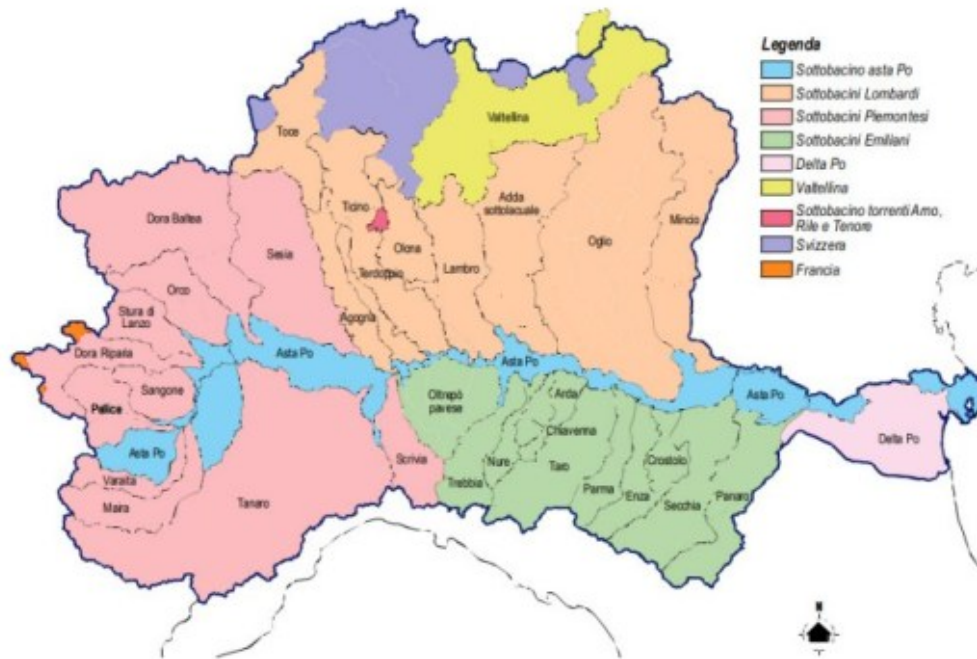 Legenda
Sottobacino asta Po
Sottobacini Lombardi
Sottobacini Piemontesi
Sottobacini Emiliani
Delta Po
Valtellina
Sottobacino torrenti Arno,
Rile e Tenore
Svizzera
Francia
Valtellina
Toce
Ticino
Adda
sottolacuale
Dora Baltea
Mincio
Sesia
Olona
Lambro
Oglio
Terdoppio
Orco
Agogna
Stura di
Lanzo
Dora Riparia
Asta Po
Asta Po
Sangone
Asta Po
Pellice
Oltrepò
pavese
Arda
Chiavenna
Delta Po
Asta Po
Scrivia
Nure
Taro
Crostolo
Varaita
Trebbia
Maira
Tanaro
Parma
Enza
Secchia
Panaro
N